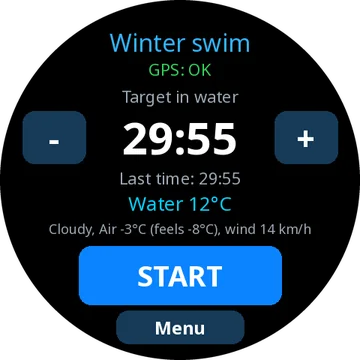 Winter swim
GPS: OK
Target in water
- 29:55 +
Last time: 29:55
Water 12°C
Cloudy, Air -3°C (feels -8°C), wind 14 km/h
START
Menu